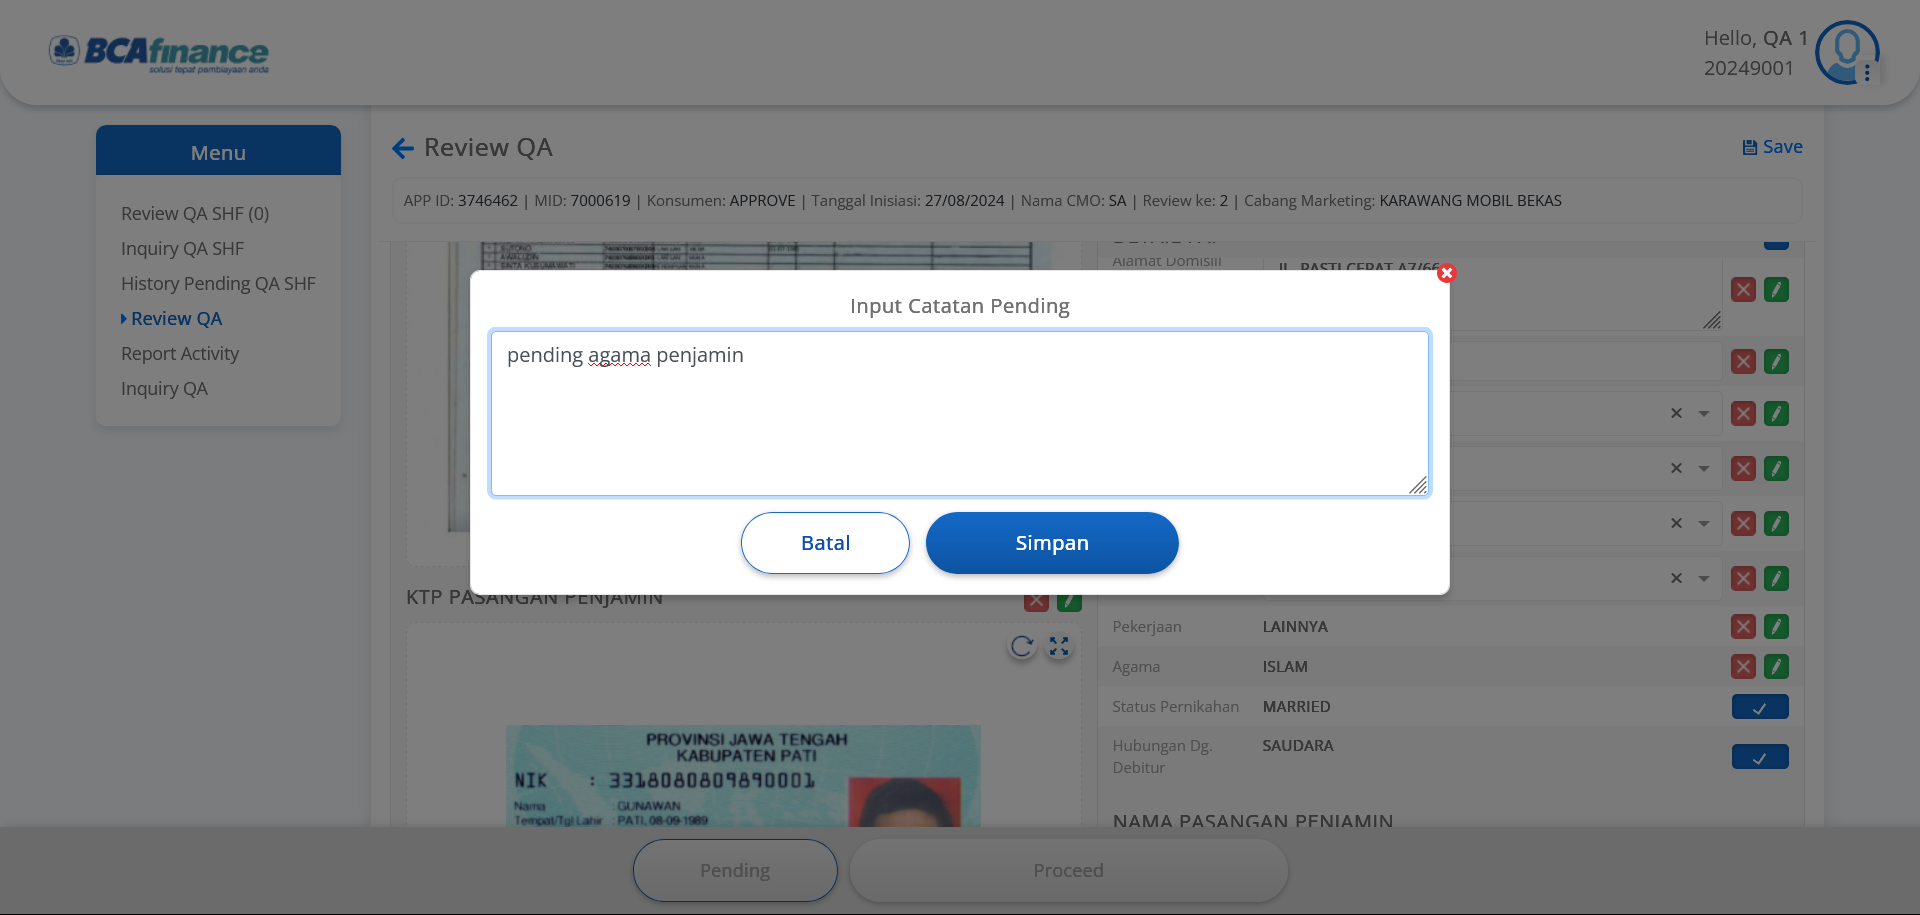 BCAfinance
solusi tepat pembiayaan anda
Hello, QA 1
20249001
Menu
Review QA SHF (0)
Inquiry QA SHF
History Pending QA SHF
Review QA
Report Activity
Inquiry QA
Review QA
Save
APP ID: 3746462 | MID: 7000619 | Konsumen: APPROVE | Tanggal Inisiasi: 27/08/2024 | Nama CMO: SA | Review ke: 2 | Cabang Marketing: KARAWANG MOBIL BEKAS
Alamat Domisili
JL. PASTI CEPAT A7/66
Input Catatan Pending
pending agama penjamin
Batal
Simpan
KTP PASANGAN PENJAMIN
PROVINSI JAWA TENGAH
KABUPATEN PATI
NIK : 3318080809890001
Nama : GUNAWAN
Tempat/Tgl Lahir : PATI, 08-09-1989
Pekerjaan LAINNYA
Agama ISLAM
Status Pernikahan MARRIED
Hubungan Dg. Debitur SAUDARA
NAMA PASANGAN PENJAMIN
Pending
Proceed